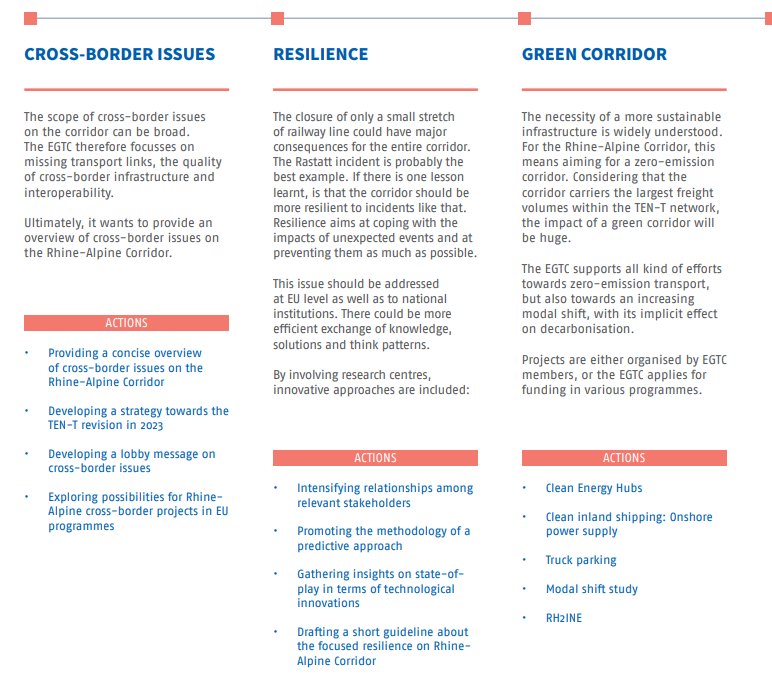 CROSS-BORDER ISSUES
The scope of cross-border issues
on the corridor can be broad.
The EGTC therefore focusses on
missing transport links, the quality
of cross-border infrastructure and
interoperability.
Ultimately, it wants to provide an
overview of cross-border issues on
the Rhine-Alpine Corridor.
ACTIONS
• Providing a concise overview
of cross-border issues on the
Rhine-Alpine Corridor
• Developing a strategy towards the
TEN-T revision in 2023
• Developing a lobby message on
cross-border issues
• Exploring possibilities for Rhine-
Alpine cross-border projects in EU
programmes
RESILIENCE
The closure of only a small stretch
of railway line could have major
consequences for the entire corridor.
The Rastatt incident is probably the
best example. If there is one lesson
learnt, is that the corridor should be
more resilient to incidents like that.
Resilience aims at coping with the
impacts of unexpected events and at
preventing them as much as possible.
This issue should be addressed
at EU level as well as to national
institutions. There could be more
efficient exchange of knowledge,
solutions and think patterns.
By involving research centres,
innovative approaches are included:
ACTIONS
• Intensifying relationships among
relevant stakeholders
• Promoting the methodology of a
predictive approach
• Gathering insights on state-of-
play in terms of technological
innovations
• Drafting a short guideline about
the focused resilience on Rhine-
Alpine Corridor
GREEN CORRIDOR
The necessity of a more sustainable
infrastructure is widely understood.
For the Rhine-Alpine Corridor, this
means aiming for a zero-emission
corridor. Considering that the
corridor carriers the largest freight
volumes within the TEN-T network,
the impact of a green corridor will
be huge.
The EGTC supports all kind of efforts
towards zero-emission transport,
but also towards an increasing
modal shift, with its implicit effect
on decarbonisation.
Projects are either organised by EGTC
members, or the EGTC applies for
funding in various programmes.
ACTIONS
• Clean Energy Hubs
• Clean inland shipping: Onshore
power supply
• Truck parking
• Modal shift study
• RH2INE